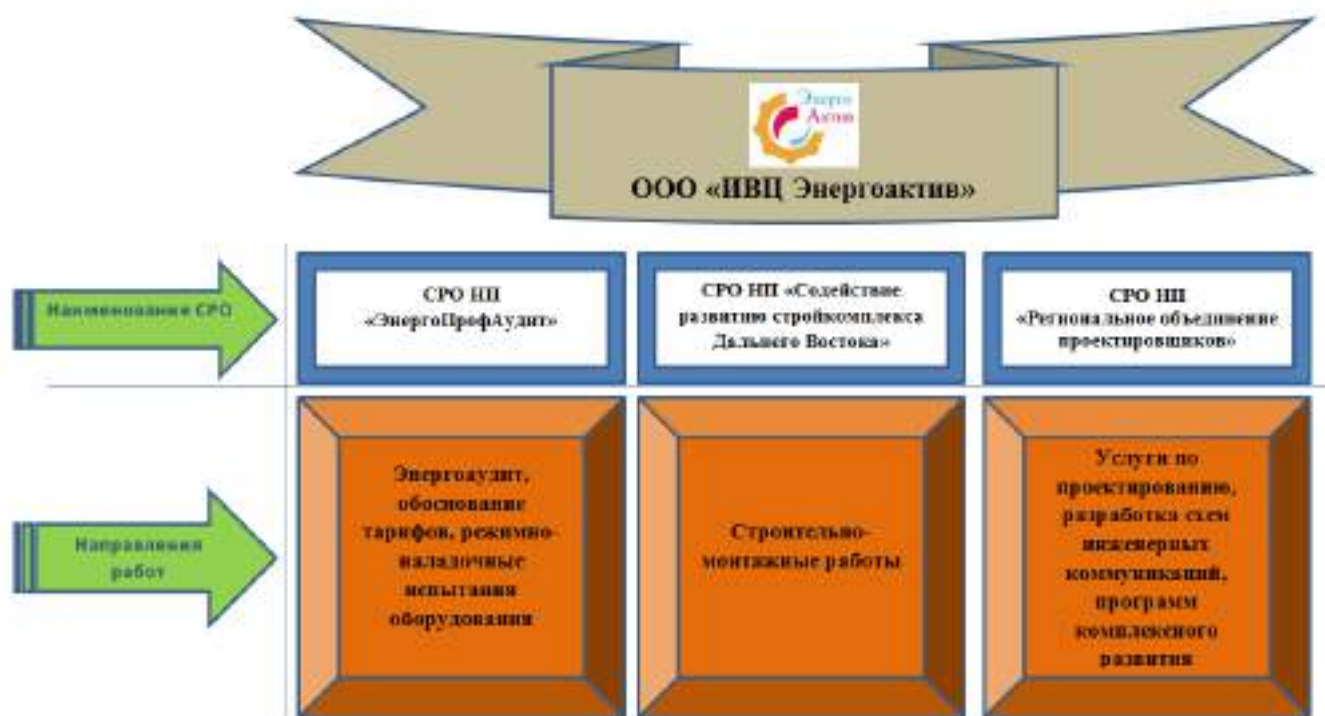 Энерго
Актив
ООО «ИВЦ Энергоактив»
Наименования СРО
СРО НП
«ЭнергоПрофАудит»
СРО НП «Содействие
развитию стройкомплекса
Дальнего Востока»
СРО НП
«Региональное объединение
проектировщиков»
Направления
работ
Энергоаудит,
обоснование
тарифов, режимно-
наладочные
испытания
оборудования
Строительно-
монтажные работы
Услуги по
проектированию,
разработка схем
инженерных
коммуникаций,
программ
комплексного
развития